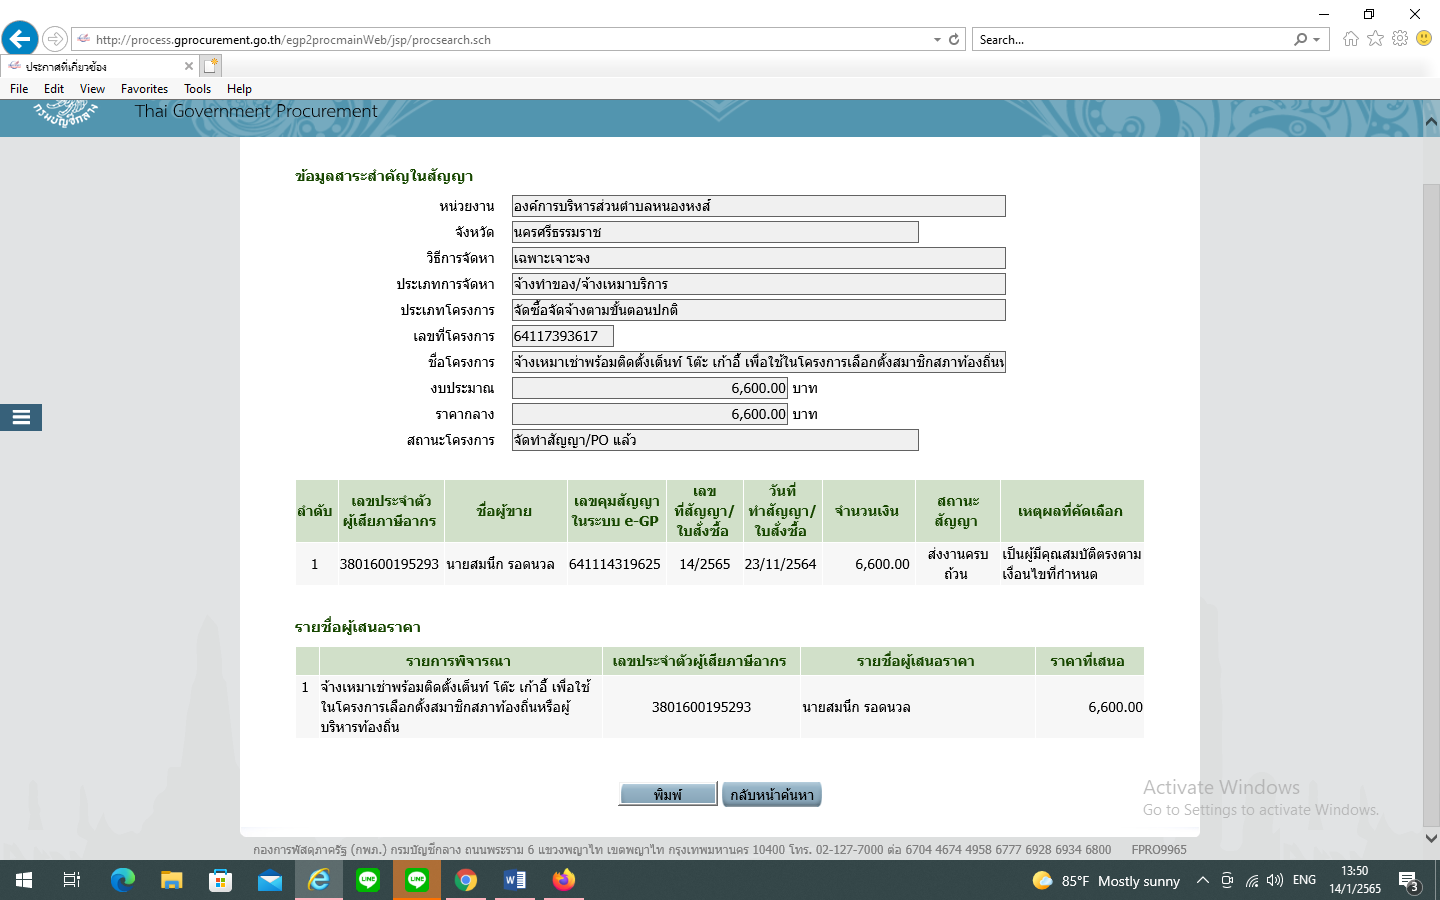 http://process.gprocurement.go.th/egp2procmainWeb/jsp/procsearch.sch
Search...
ประกาศที่เกี่ยวข้อง
File Edit View Favorites Tools Help
กรมบัญชีกลาง
Thai Government Procurement
ข้อมูลสาระสำคัญในสัญญา
หน่วยงาน องค์การบริหารส่วนตำบลหนองหงส์
จังหวัด นครศรีธรรมราช
วิธีการจัดหา เฉพาะเจาะจง
ประเภทการจัดหา จ้างทำของ/จ้างเหมาบริการ
ประเภทโครงการ จัดซื้อจัดจ้างตามขั้นตอนปกติ
เลขที่โครงการ 64117393617
ชื่อโครงการ จ้างเหมาเช่าพร้อมติดตั้งเต็นท์ โต๊ะ เก้าอี้ เพื่อใช้ในโครงการเลือกตั้งสมาชิกสภาท้องถิ่นห
งบประมาณ 6,600.00 บาท
ราคากลาง 6,600.00 บาท
สถานะโครงการ จัดทำสัญญา/PO แล้ว
ลำดับ เลขประจำตัวผู้เสียภาษีอากร ชื่อผู้ขาย เลขคุมสัญญาในระบบ e-GP เลขที่สัญญา/ใบสั่งซื้อ วันที่ทำสัญญา/ใบสั่งซื้อ จำนวนเงิน สถานะสัญญา เหตุผลที่คัดเลือก
1 3801600195293 นายสมนึก รอดนวล 641114319625 14/2565 23/11/2564 6,600.00 ส่งงานครบถ้วน เป็นผู้มีคุณสมบัติตรงตามเงื่อนไขที่กำหนด
รายชื่อผู้เสนอราคา
รายการพิจารณา เลขประจำตัวผู้เสียภาษีอากร รายชื่อผู้เสนอราคา ราคาที่เสนอ
1 จ้างเหมาเช่าพร้อมติดตั้งเต็นท์ โต๊ะ เก้าอี้ เพื่อใช้
ในโครงการเลือกตั้งสมาชิกสภาท้องถิ่นหรือผู้ 3801600195293 นายสมนึก รอดนวล 6,600.00
บริหารท้องถิ่น
พิมพ์ กลับหน้าค้นหา
Activate Windows
Go to Settings to activate Windows.
กองการพัสดุภาครัฐ (กพภ.) กรมบัญชีกลาง ถนนพระราม 6 แขวงพญาไท เขตพญาไท กรุงเทพมหานคร 10400 โทร. 02-127-7000 ต่อ 6704 4674 4958 6777 6928 6934 6800 FPRO9965
85°F Mostly sunny ENG 13:50
14/1/2565
3